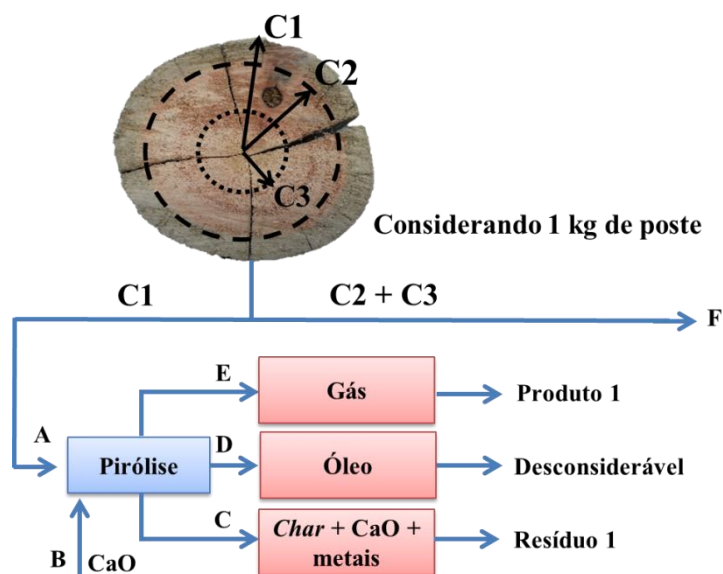 C1
C2
C3
Considerando 1 kg de poste
C1
C2 + C3
F
E
Gás
Produto 1
A
Pirólise
D
Óleo
Desconsiderável
C
Char + CaO +
metais
Resíduo 1
B
CaO